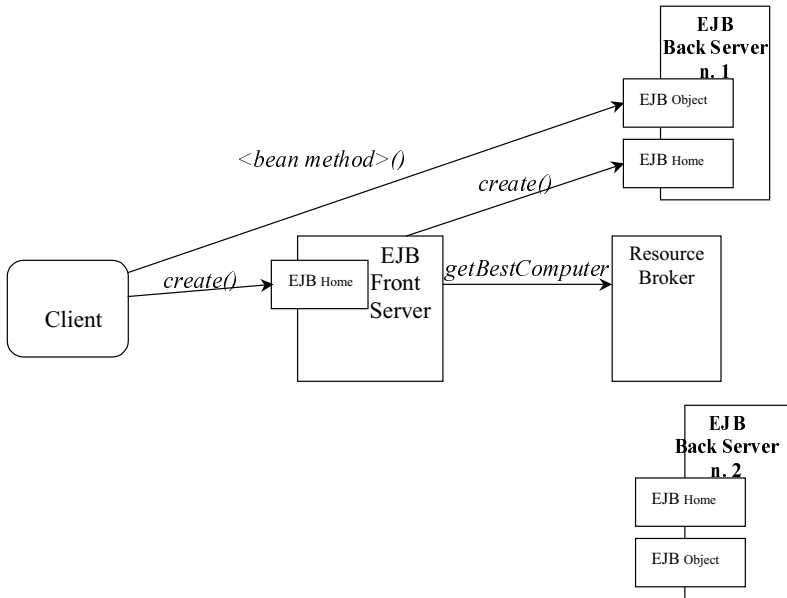 EJB
Back Server
n. 1
EJB Object
<bean method>()
EJB Home
create()
EJB
Front
Server
EJB Home
create()
Client
getBestComputer
Resource
Broker
EJB
Back Server
n. 2
EJB Home
EJB Object